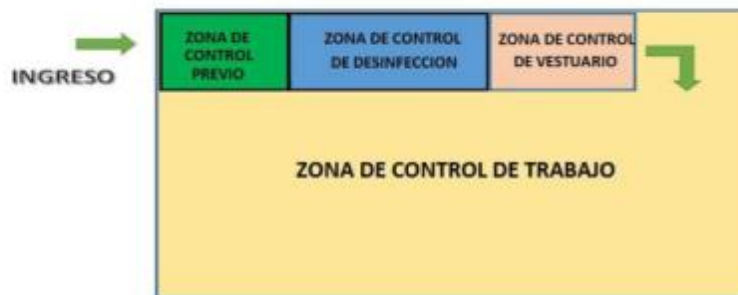 INGRESO
ZONA DE
CONTROL
PREVIO
ZONA DE CONTROL
DE DESINFECCION
ZONA DE CONTROL
DE VESTUARIO
ZONA DE CONTROL DE TRABAJO